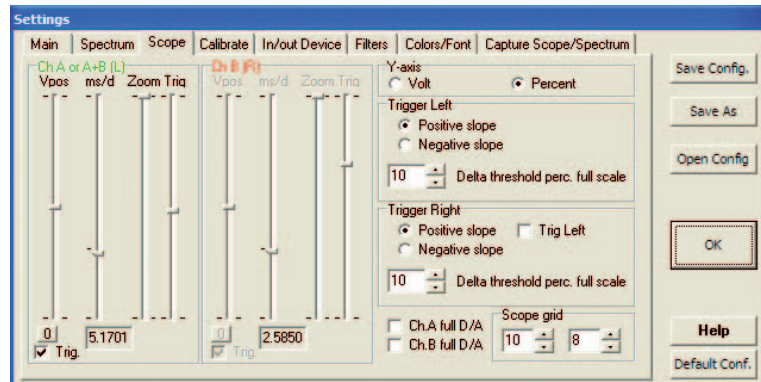 Settings
Main Spectrum Scope Calibrate In/out Device Filters Colors/Font Capture Scope/Spectrum
Ch A or A+B (L)
Vpos ms/d Zoom Trig
0
5.1701
Trig.
Ch B (R)
Vpos ms/d Zoom Trig
0
2.5850
Trig.
Y-axis
Volt Percent
Trigger Left
Positive slope
Negative slope
10 Delta threshold perc. full scale
Trigger Right
Positive slope Trig Left
Negative slope
10 Delta threshold perc. full scale
Ch.A full D/A
Ch.B full D/A
Scope grid
10 8
Save Config.
Save As
Open Config
OK
Help
Default Conf.